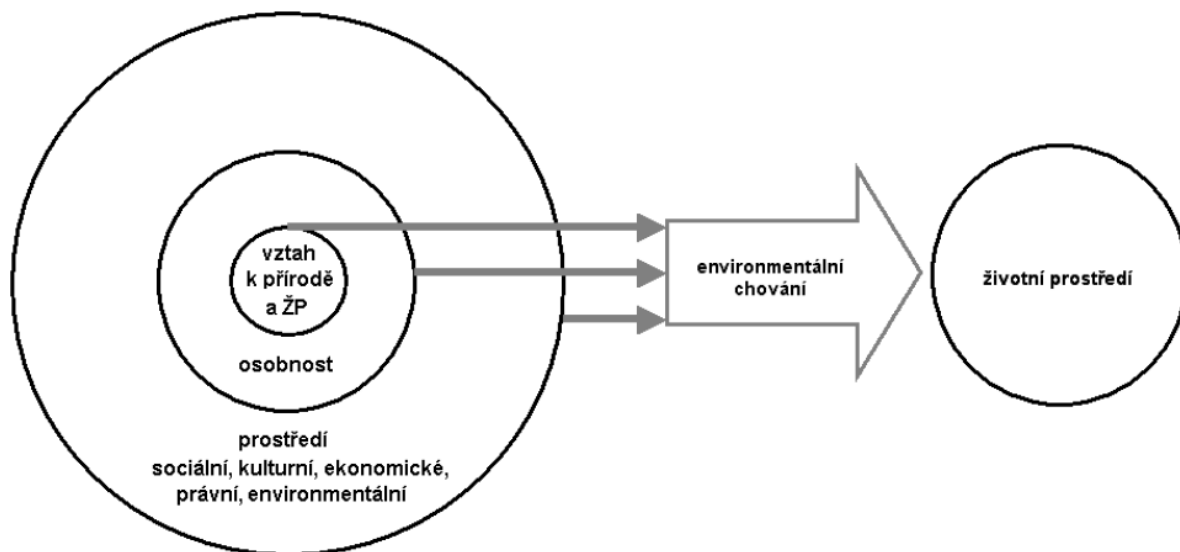 vztah
k přírodě
a ŽP
osobnost
prostředí
sociální, kulturní, ekonomické,
právní, environmentální
environmentální
chování
životní prostředí